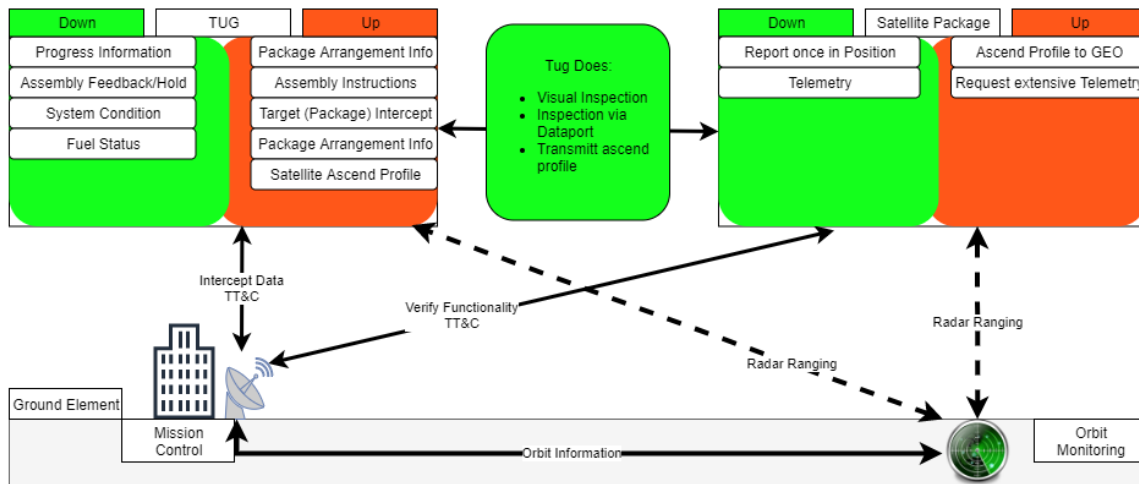 Down
TUG
Up
Progress Information
Assembly Feedback/Hold
System Condition
Fuel Status
Package Arrangement Info
Assembly Instructions
Target (Package) Intercept
Package Arrangement Info
Satellite Ascend Profile
Tug Does:
Visual Inspection
Inspection via
Dataport
Transmitt ascend
profile
Down
Satellite Package
Up
Report once in Position
Telemetry
Ascend Profile to GEO
Request extensive Telemetry
Intercept Data
TT&C
Verify Functionality
TT&C
Radar Ranging
Radar Ranging
Ground Element
Mission
Control
Orbit Information
Orbit
Monitoring